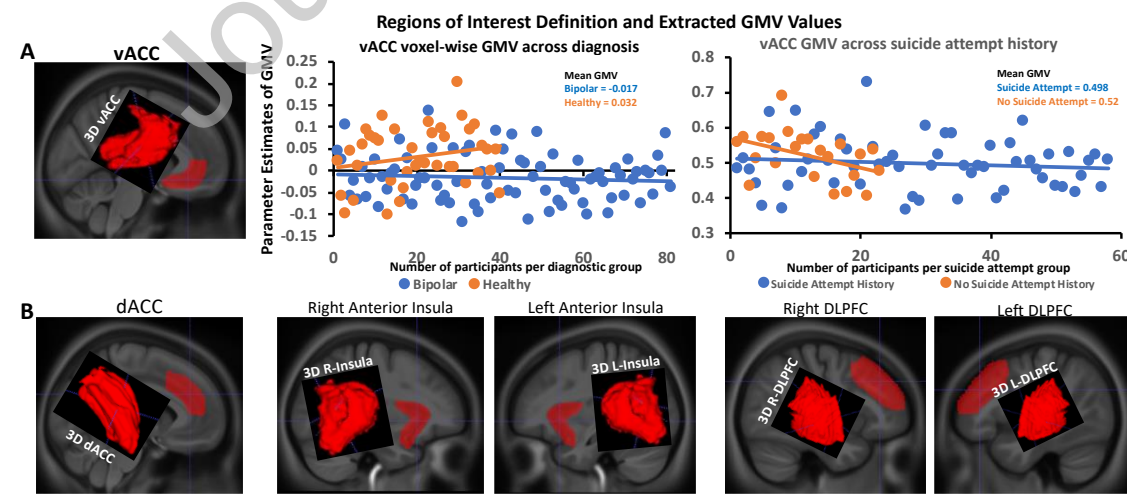 Jou
Regions of Interest Definition and Extracted GMV Values
A
vACC
3D vACC
vACC voxel-wise GMV across diagnosis
Parameter Estimates of GMV
0.25
0.2
0.15
0.1
0.05
0
-0.05
-0.1
-0.15
Mean GMV
Bipolar = -0.017
Healthy = 0.032
0 20 40 60 80
Number of participants per diagnostic group
Bipolar Healthy
vACC GMV across suicide attempt history
0.8
0.7
0.6
0.5
0.4
0.3
Mean GMV
Suicide Attempt = 0.498
No Suicide Attempt = 0.52
0 20 40 60
Number of participants per suicide attempt group
Suicide Attempt History No Suicide Attempt History
B
dACC
3D dACC
Right Anterior Insula
3D R-Insula
Left Anterior Insula
3D L-Insula
Right DLPFC
3D R-DLPFC
Left DLPFC
3D L-DLPFC